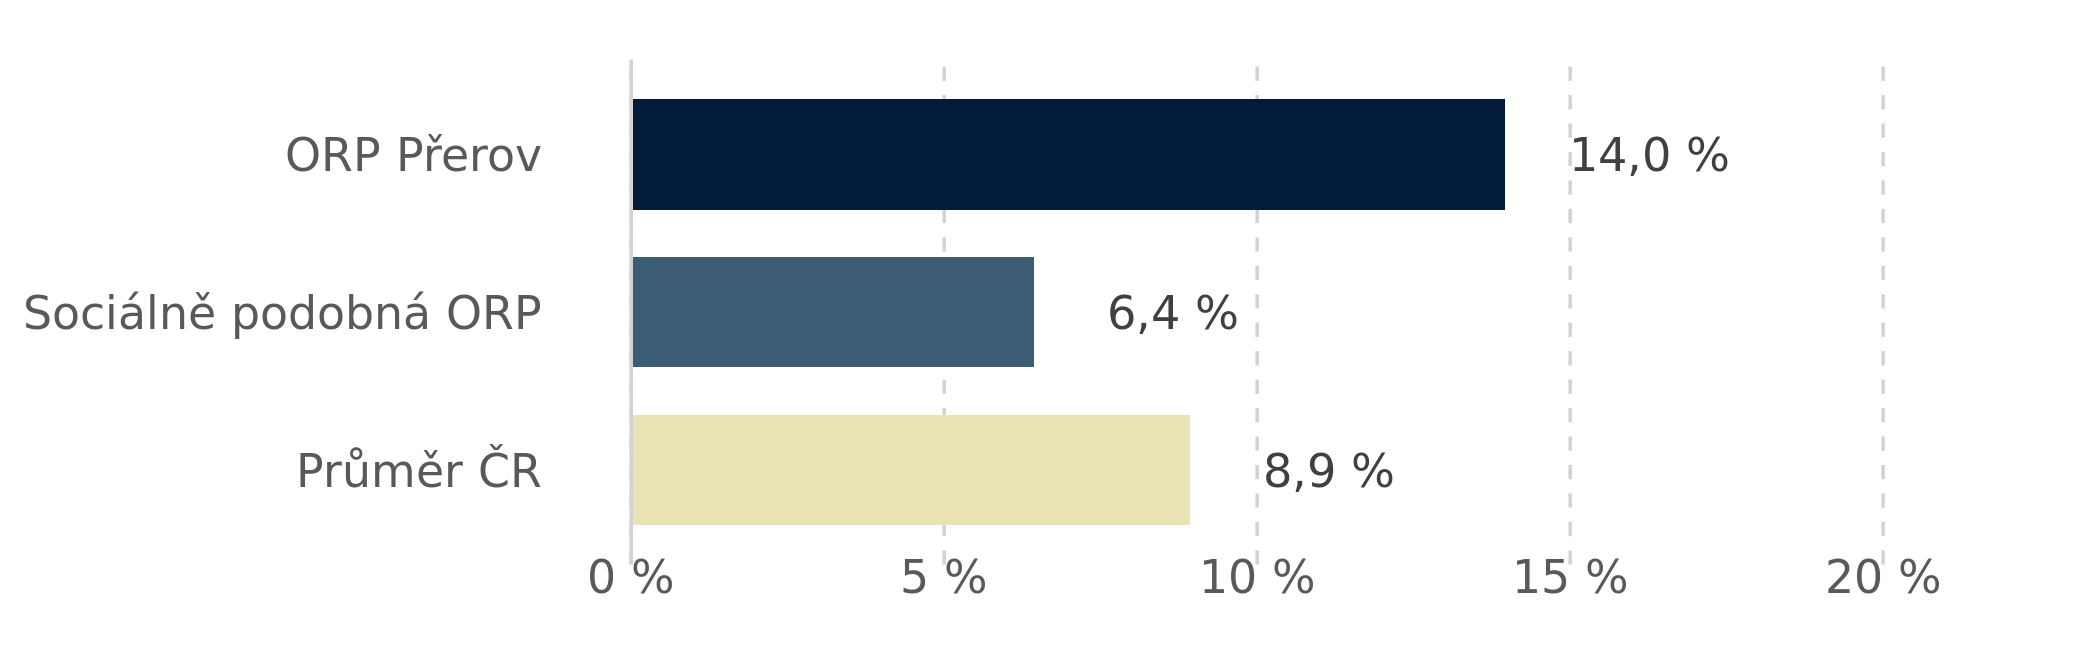 ORP Přerov 14,0 %
Sociálně podobná ORP 6,4 %
Průměr ČR 8,9 %
0 % 5 % 10 % 15 % 20 %